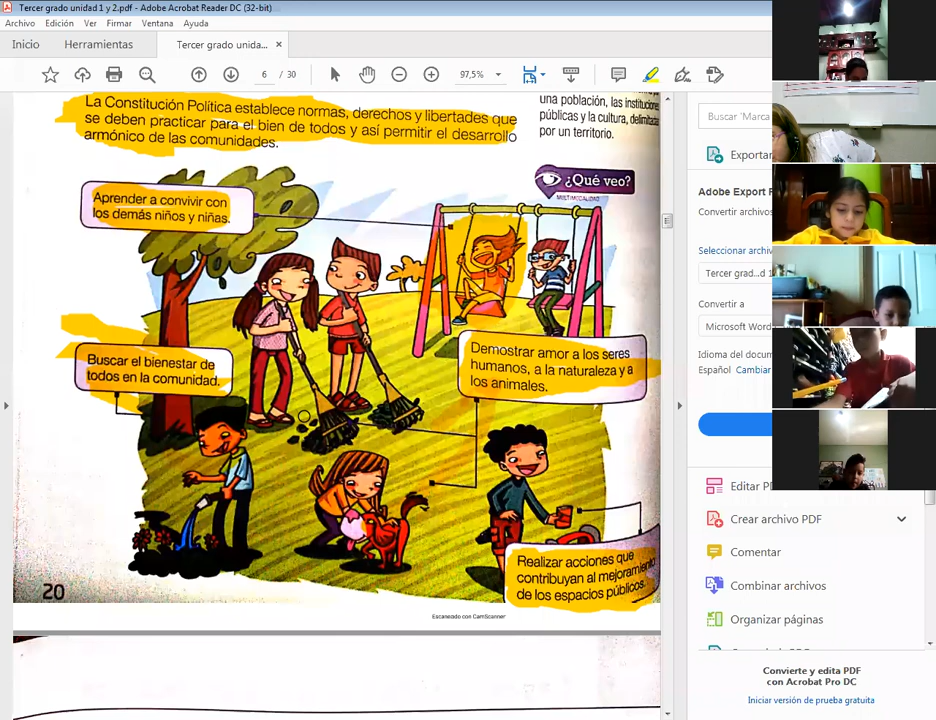 Tercer grado unidad 1 y 2.pdf - Adobe Acrobat Reader DC (32-bit)
Archivo Edición Ver Firmar Ventana Ayuda
Inicio Herramientas Tercer grado unida... ×
6 / 30 97,5%
La Constitución Política establece normas, derechos y libertades que
se deben practicar para el bien de todos y así permitir el desarrollo
armónico de las comunidades.
una población, las institucione
públicas y la cultura, delimitada
por un territorio.
¿Qué veo?
MULTIMODALIDAD
Aprender a convivir con
los demás niños y niñas.
Buscar el bienestar de
todos en la comunidad.
Demostrar amor a los seres
humanos, a la naturaleza y a
los animales.
Realizar acciones que
contribuyan al mejoramiento
de los espacios públicos.
20
Escaneado con CamScanner
Buscar 'Marca
Exportar
Adobe Export P
Convertir archivos
Seleccionar archiv
Tercer grad...d 1
Convertir a
Microsoft Word
Idioma del docum
Español Cambiar
Editar PD
Crear archivo PDF
Comentar
Combinar archivos
Organizar páginas
Convierte y edita PDF
con Acrobat Pro DC
Iniciar versión de prueba gratuita